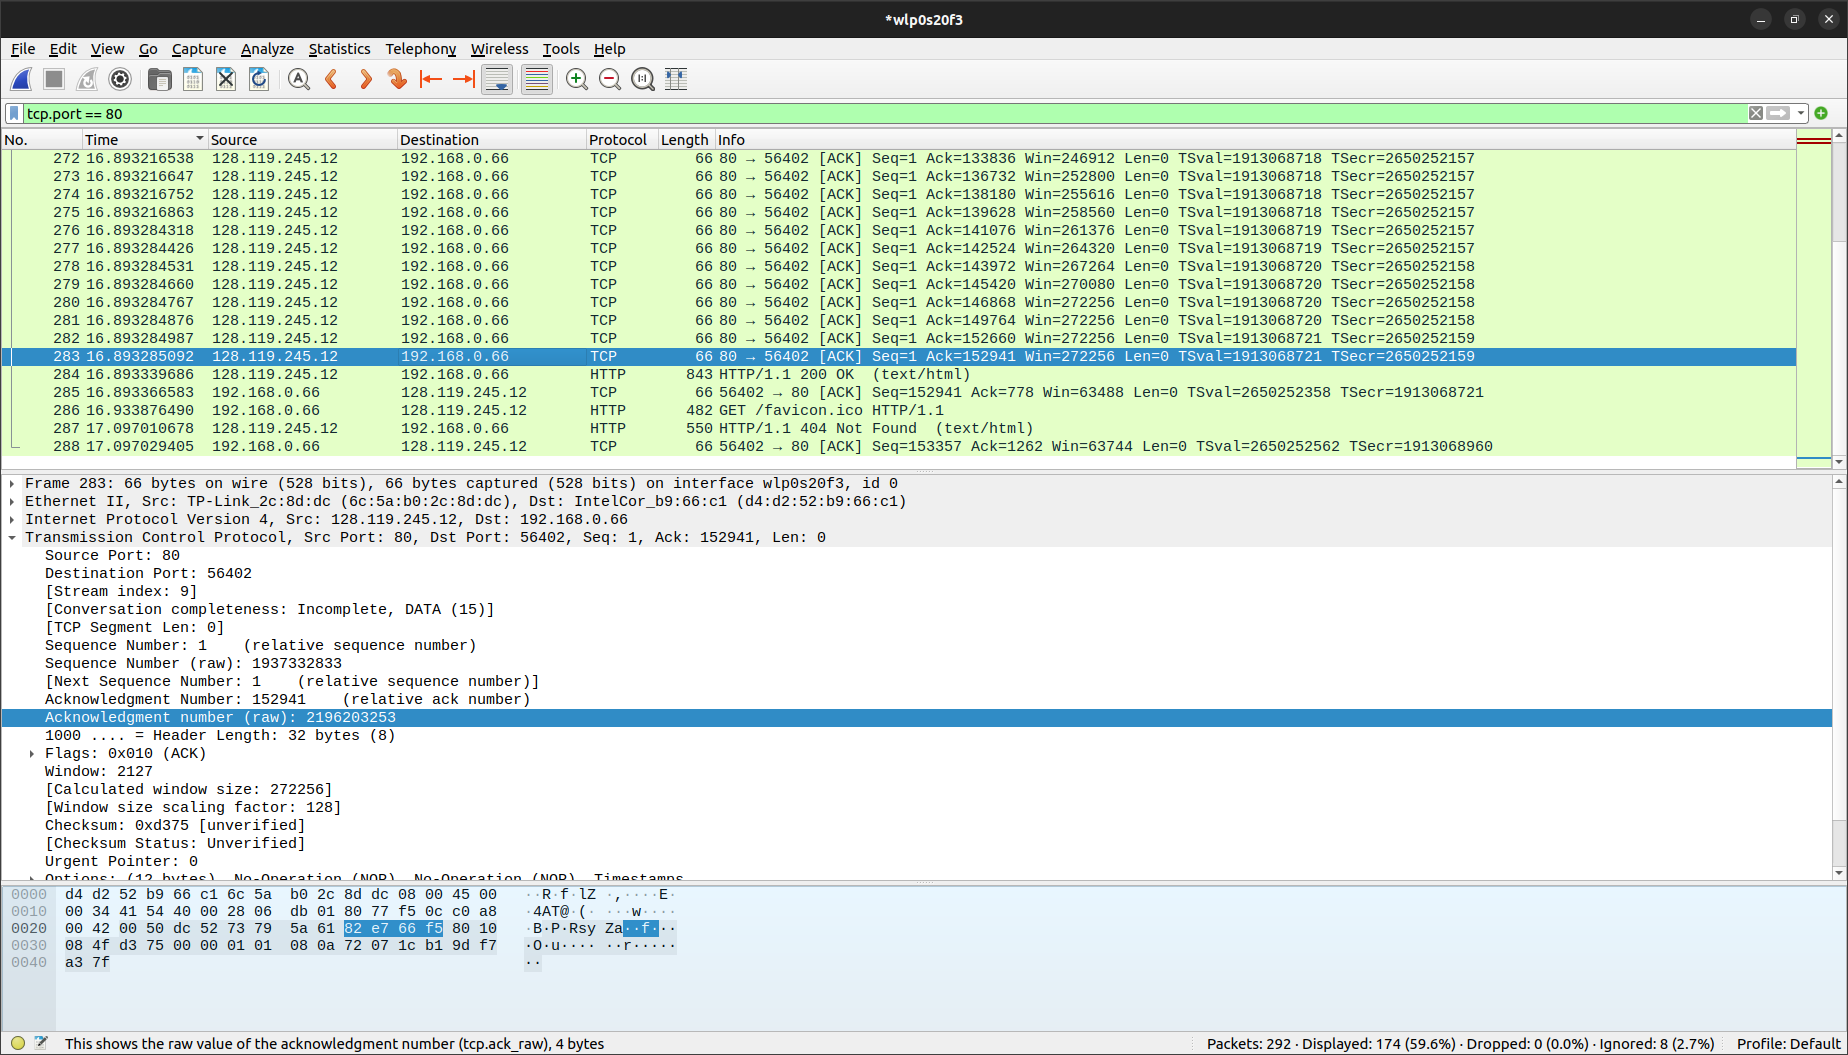 *wlp0s20f3
File Edit View Go Capture Analyze Statistics Telephony Wireless Tools Help
tcp.port == 80
No. Time Source Destination Protocol Length Info
272 16.893216538 128.119.245.12 192.168.0.66 TCP 66 80 → 56402 [ACK] Seq=1 Ack=133836 Win=246912 Len=0 TSval=1913068718 TSecr=2650252157
273 16.893216647 128.119.245.12 192.168.0.66 TCP 66 80 → 56402 [ACK] Seq=1 Ack=136732 Win=252800 Len=0 TSval=1913068718 TSecr=2650252157
274 16.893216752 128.119.245.12 192.168.0.66 TCP 66 80 → 56402 [ACK] Seq=1 Ack=138180 Win=255616 Len=0 TSval=1913068718 TSecr=2650252157
275 16.893216863 128.119.245.12 192.168.0.66 TCP 66 80 → 56402 [ACK] Seq=1 Ack=139628 Win=258560 Len=0 TSval=1913068718 TSecr=2650252157
276 16.893284318 128.119.245.12 192.168.0.66 TCP 66 80 → 56402 [ACK] Seq=1 Ack=141076 Win=261376 Len=0 TSval=1913068719 TSecr=2650252157
277 16.893284426 128.119.245.12 192.168.0.66 TCP 66 80 → 56402 [ACK] Seq=1 Ack=142524 Win=264320 Len=0 TSval=1913068719 TSecr=2650252157
278 16.893284531 128.119.245.12 192.168.0.66 TCP 66 80 → 56402 [ACK] Seq=1 Ack=143972 Win=267264 Len=0 TSval=1913068720 TSecr=2650252158
279 16.893284660 128.119.245.12 192.168.0.66 TCP 66 80 → 56402 [ACK] Seq=1 Ack=145420 Win=270080 Len=0 TSval=1913068720 TSecr=2650252158
280 16.893284767 128.119.245.12 192.168.0.66 TCP 66 80 → 56402 [ACK] Seq=1 Ack=146868 Win=272256 Len=0 TSval=1913068720 TSecr=2650252158
281 16.893284876 128.119.245.12 192.168.0.66 TCP 66 80 → 56402 [ACK] Seq=1 Ack=149764 Win=272256 Len=0 TSval=1913068720 TSecr=2650252158
282 16.893284987 128.119.245.12 192.168.0.66 TCP 66 80 → 56402 [ACK] Seq=1 Ack=152660 Win=272256 Len=0 TSval=1913068721 TSecr=2650252159
283 16.893285092 128.119.245.12 192.168.0.66 TCP 66 80 → 56402 [ACK] Seq=1 Ack=152941 Win=272256 Len=0 TSval=1913068721 TSecr=2650252159
284 16.893339686 128.119.245.12 192.168.0.66 HTTP 843 HTTP/1.1 200 OK (text/html)
285 16.893366583 192.168.0.66 128.119.245.12 TCP 66 56402 → 80 [ACK] Seq=152941 Ack=778 Win=63488 Len=0 TSval=2650252358 TSecr=1913068721
286 16.933876490 192.168.0.66 128.119.245.12 HTTP 482 GET /favicon.ico HTTP/1.1
287 17.097010678 128.119.245.12 192.168.0.66 HTTP 550 HTTP/1.1 404 Not Found (text/html)
288 17.097029405 192.168.0.66 128.119.245.12 TCP 66 56402 → 80 [ACK] Seq=153357 Ack=1262 Win=63744 Len=0 TSval=2650252562 TSecr=1913068960
Frame 283: 66 bytes on wire (528 bits), 66 bytes captured (528 bits) on interface wlp0s20f3, id 0
Ethernet II, Src: TP-Link_2c:8d:dc (6c:5a:b0:2c:8d:dc), Dst: IntelCor_b9:66:c1 (d4:d2:52:b9:66:c1)
Internet Protocol Version 4, Src: 128.119.245.12, Dst: 192.168.0.66
Transmission Control Protocol, Src Port: 80, Dst Port: 56402, Seq: 1, Ack: 152941, Len: 0
Source Port: 80
Destination Port: 56402
[Stream index: 9]
[Conversation completeness: Incomplete, DATA (15)]
[TCP Segment Len: 0]
Sequence Number: 1 (relative sequence number)
Sequence Number (raw): 1937332833
[Next Sequence Number: 1 (relative sequence number)]
Acknowledgment Number: 152941 (relative ack number)
Acknowledgment number (raw): 2196203253
1000 .... = Header Length: 32 bytes (8)
Flags: 0x010 (ACK)
Window: 2127
[Calculated window size: 272256]
[Window size scaling factor: 128]
Checksum: 0xd375 [unverified]
[Checksum Status: Unverified]
Urgent Pointer: 0
Options: (12 bytes), No-Operation (NOP), No-Operation (NOP), Timestamps
0000 d4 d2 52 b9 66 c1 6c 5a b0 2c 8d dc 08 00 45 00 ··R·f·lZ ·,····E·
0010 00 34 41 54 40 00 28 06 db 01 80 77 f5 0c c0 a8 ·4AT@·(· ···w····
0020 00 42 00 50 dc 52 73 79 5a 61 82 e7 66 f5 80 10 ·B·P·Rsy Za··f···
0030 08 4f d3 75 00 00 01 01 08 0a 72 07 1c b1 9d f7 ·O·u···· ··r·····
0040 a3 7f ··
This shows the raw value of the acknowledgment number (tcp.ack_raw), 4 bytes
Packets: 292 · Displayed: 174 (59.6%) · Dropped: 0 (0.0%) · Ignored: 8 (2.7%)
Profile: Default